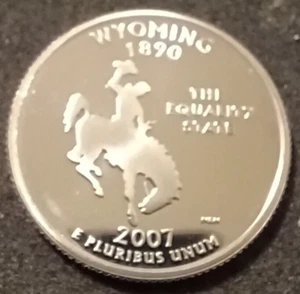 WYOMING
1890
THE
EQUALITY
STATE
2007
E PLURIBUS UNUM